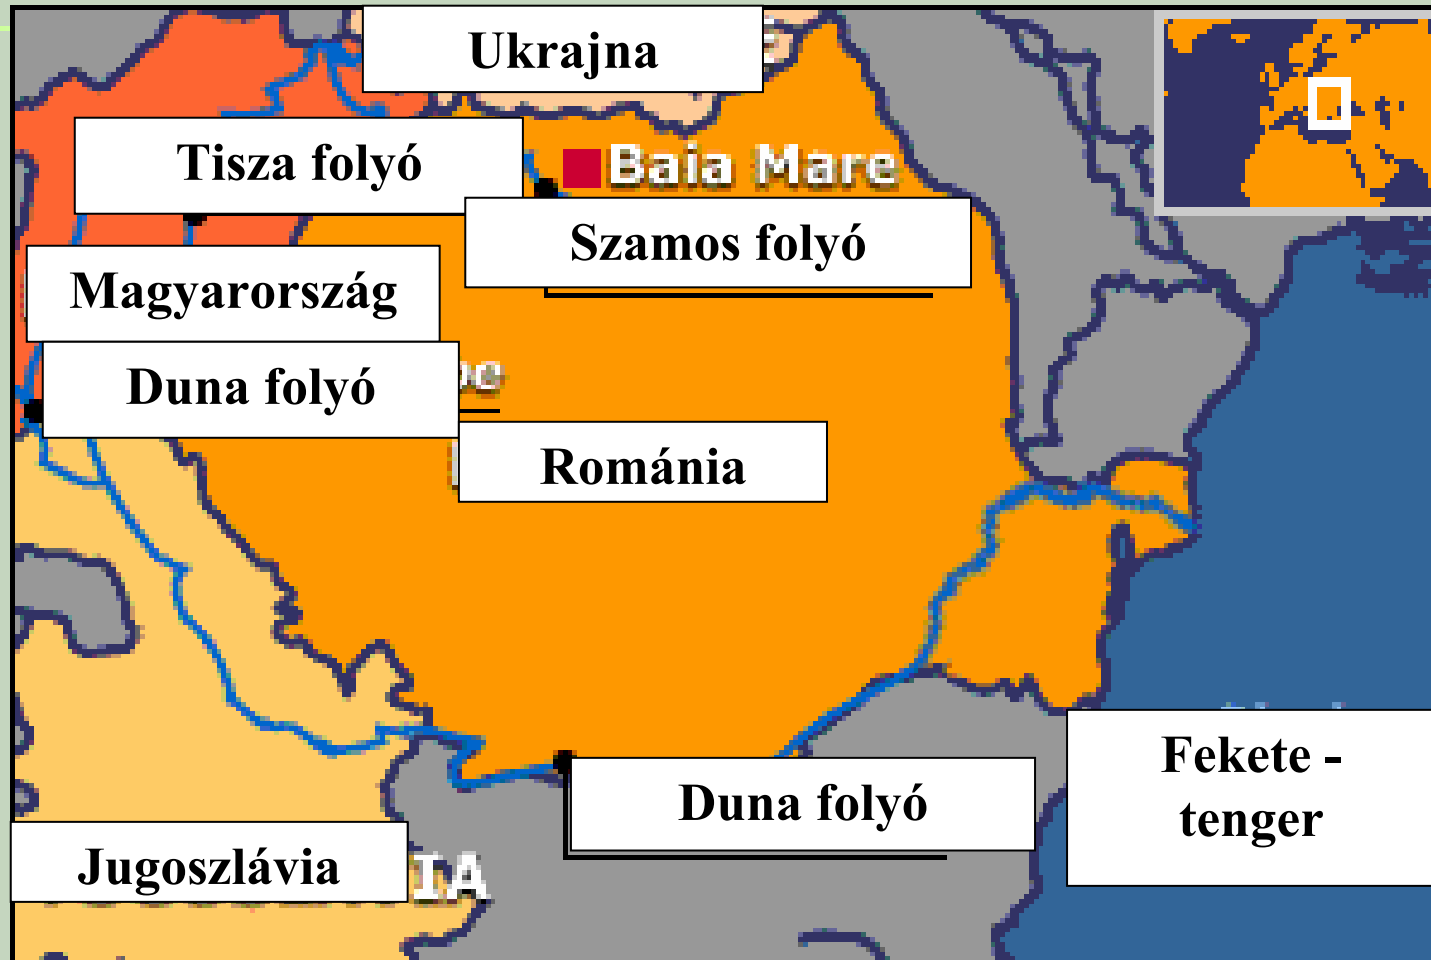 Ukrajna
Tisza folyó
Baia Mare
Szamos folyó
Magyarország
Duna folyó
Románia
Duna folyó
Fekete -
tenger
Jugoszlávia